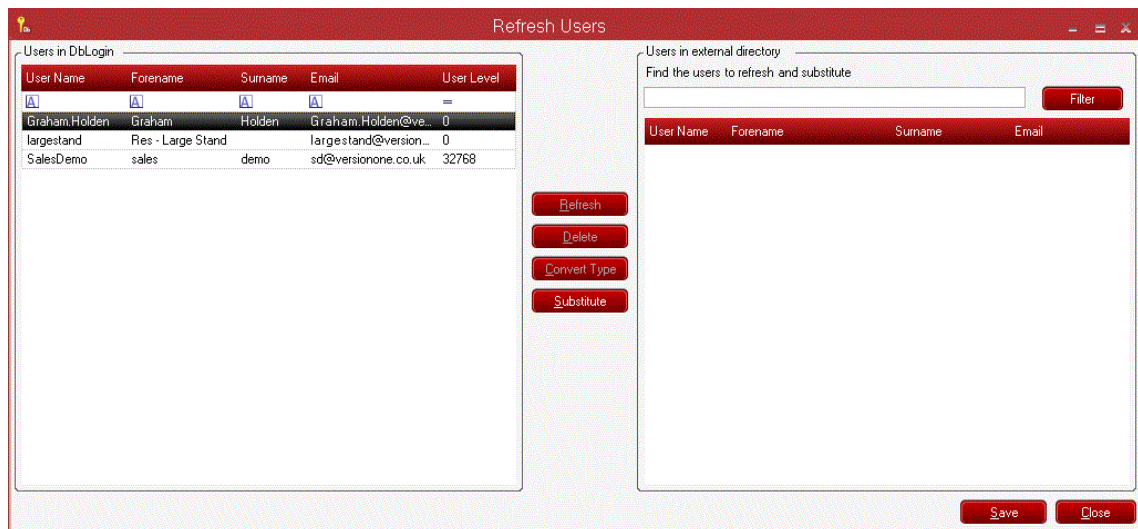 Refresh Users
Users in DbLogin
User Name Forename Surname Email User Level
A A A A =
Graham.Holden Graham Holden Graham.Holden@ve... 0
largestand Res - Large Stand largestand@version... 0
SalesDemo sales demo sd@versionone.co.uk 32768
Refresh
Delete
Convert Type
Substitute
Users in external directory
Find the users to refresh and substitute
Filter
User Name Forename Surname Email
Save Close